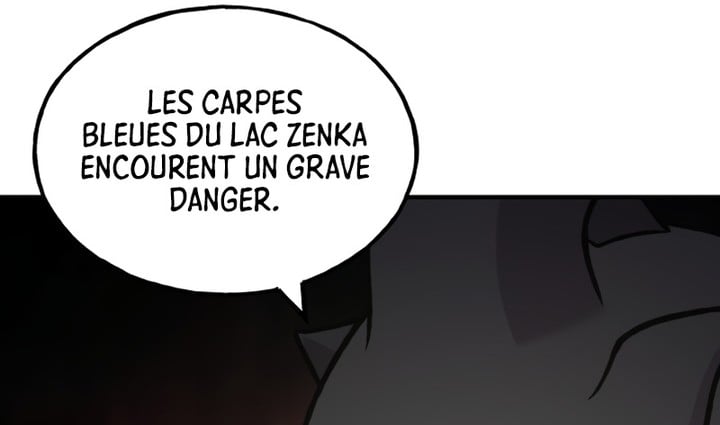 LES CARPES
BLEUES DU LAC ZENKA
ENCOURENT UN GRAVE
DANGER.